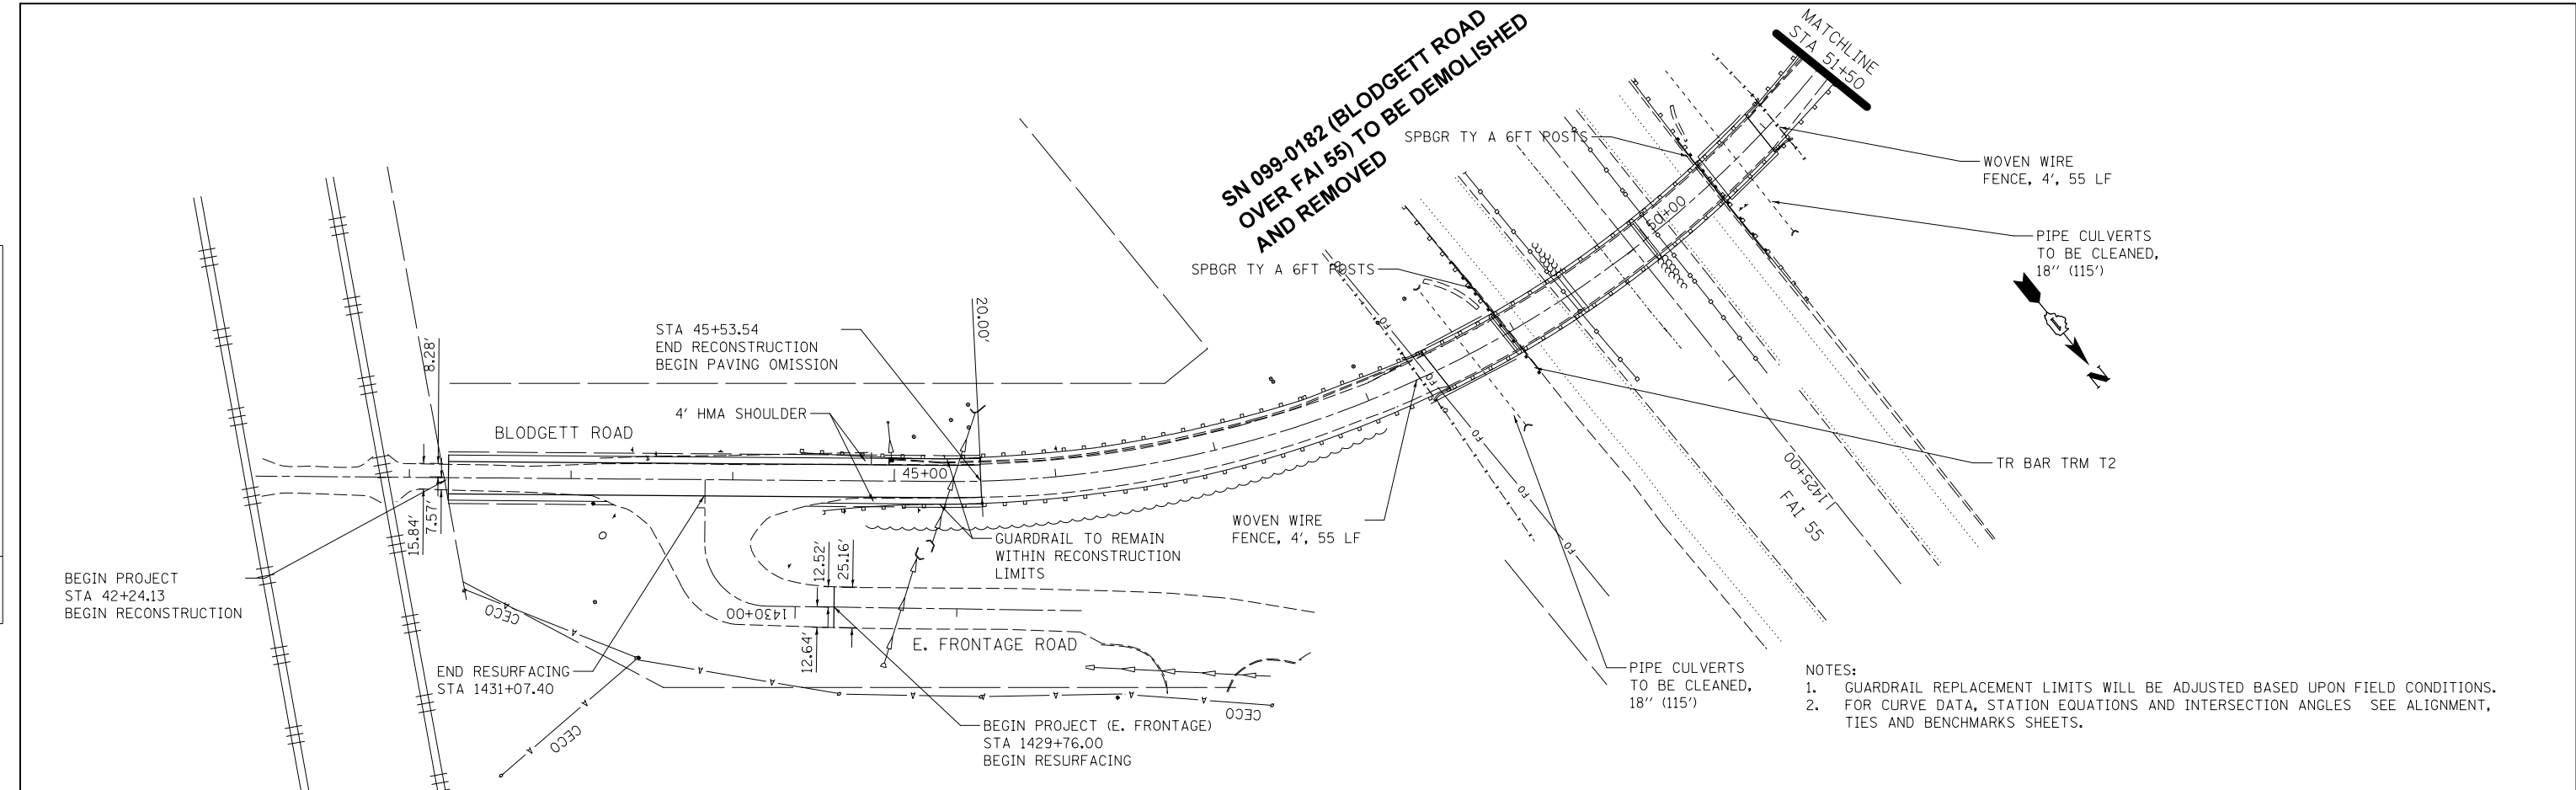 SN 099-0182 (BLODGETT ROAD
OVER FAI 55) TO BE DEMOLISHED
AND REMOVED
MATCHLINE
STA 51+50
SPBGR TY A 6FT POSTS
WOVEN WIRE
FENCE, 4', 55 LF
PIPE CULVERTS
TO BE CLEANED,
18'' (115')
N
50+00
SPBGR TY A 6FT POSTS
FO
FO
FO
FO
FO
FO
FO
20.00'
STA 45+53.54
END RECONSTRUCTION
BEGIN PAVING OMISSION
8.28'
4' HMA SHOULDER
BLODGETT ROAD
45+00
15.84'
7.57'
TR BAR TRM T2
1425+00
FAI 55
WOVEN WIRE
FENCE, 4', 55 LF
GUARDRAIL TO REMAIN
WITHIN RECONSTRUCTION
LIMITS
12.52'
25.16'
BEGIN PROJECT
STA 42+24.13
BEGIN RECONSTRUCTION
CECO
A
1430+00
12.64'
E. FRONTAGE ROAD
END RESURFACING
STA 1431+07.40
A
A
A
A
A
A
A
CECO
A
A
CECO
BEGIN PROJECT (E. FRONTAGE)
STA 1429+76.00
BEGIN RESURFACING
PIPE CULVERTS
TO BE CLEANED,
18'' (115')
NOTES:
1. GUARDRAIL REPLACEMENT LIMITS WILL BE ADJUSTED BASED UPON FIELD CONDITIONS.
2. FOR CURVE DATA, STATION EQUATIONS AND INTERSECTION ANGLES SEE ALIGNMENT,
TIES AND BENCHMARKS SHEETS.